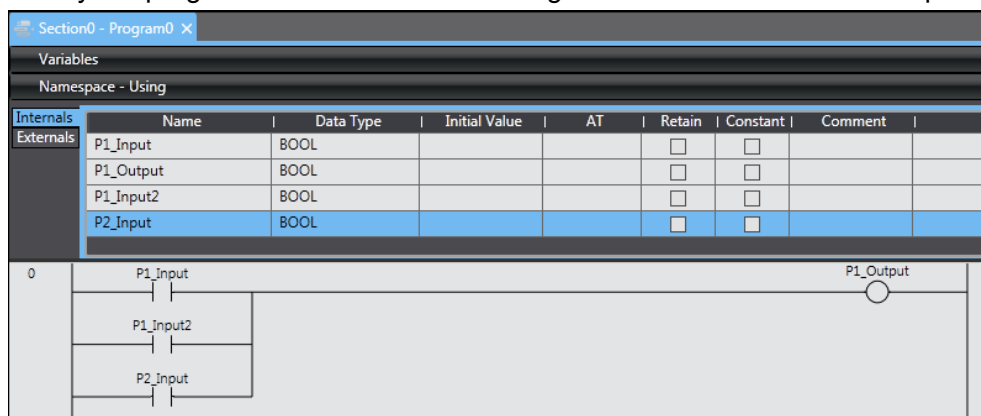 Section0 - Program0 ×
Variables
Namespace - Using
Internals
Externals
Name Data Type Initial Value AT Retain Constant Comment
P1_Input BOOL
P1_Output BOOL
P1_Input2 BOOL
P2_Input BOOL
0 P1_Input P1_Output
P1_Input2
P2_Input